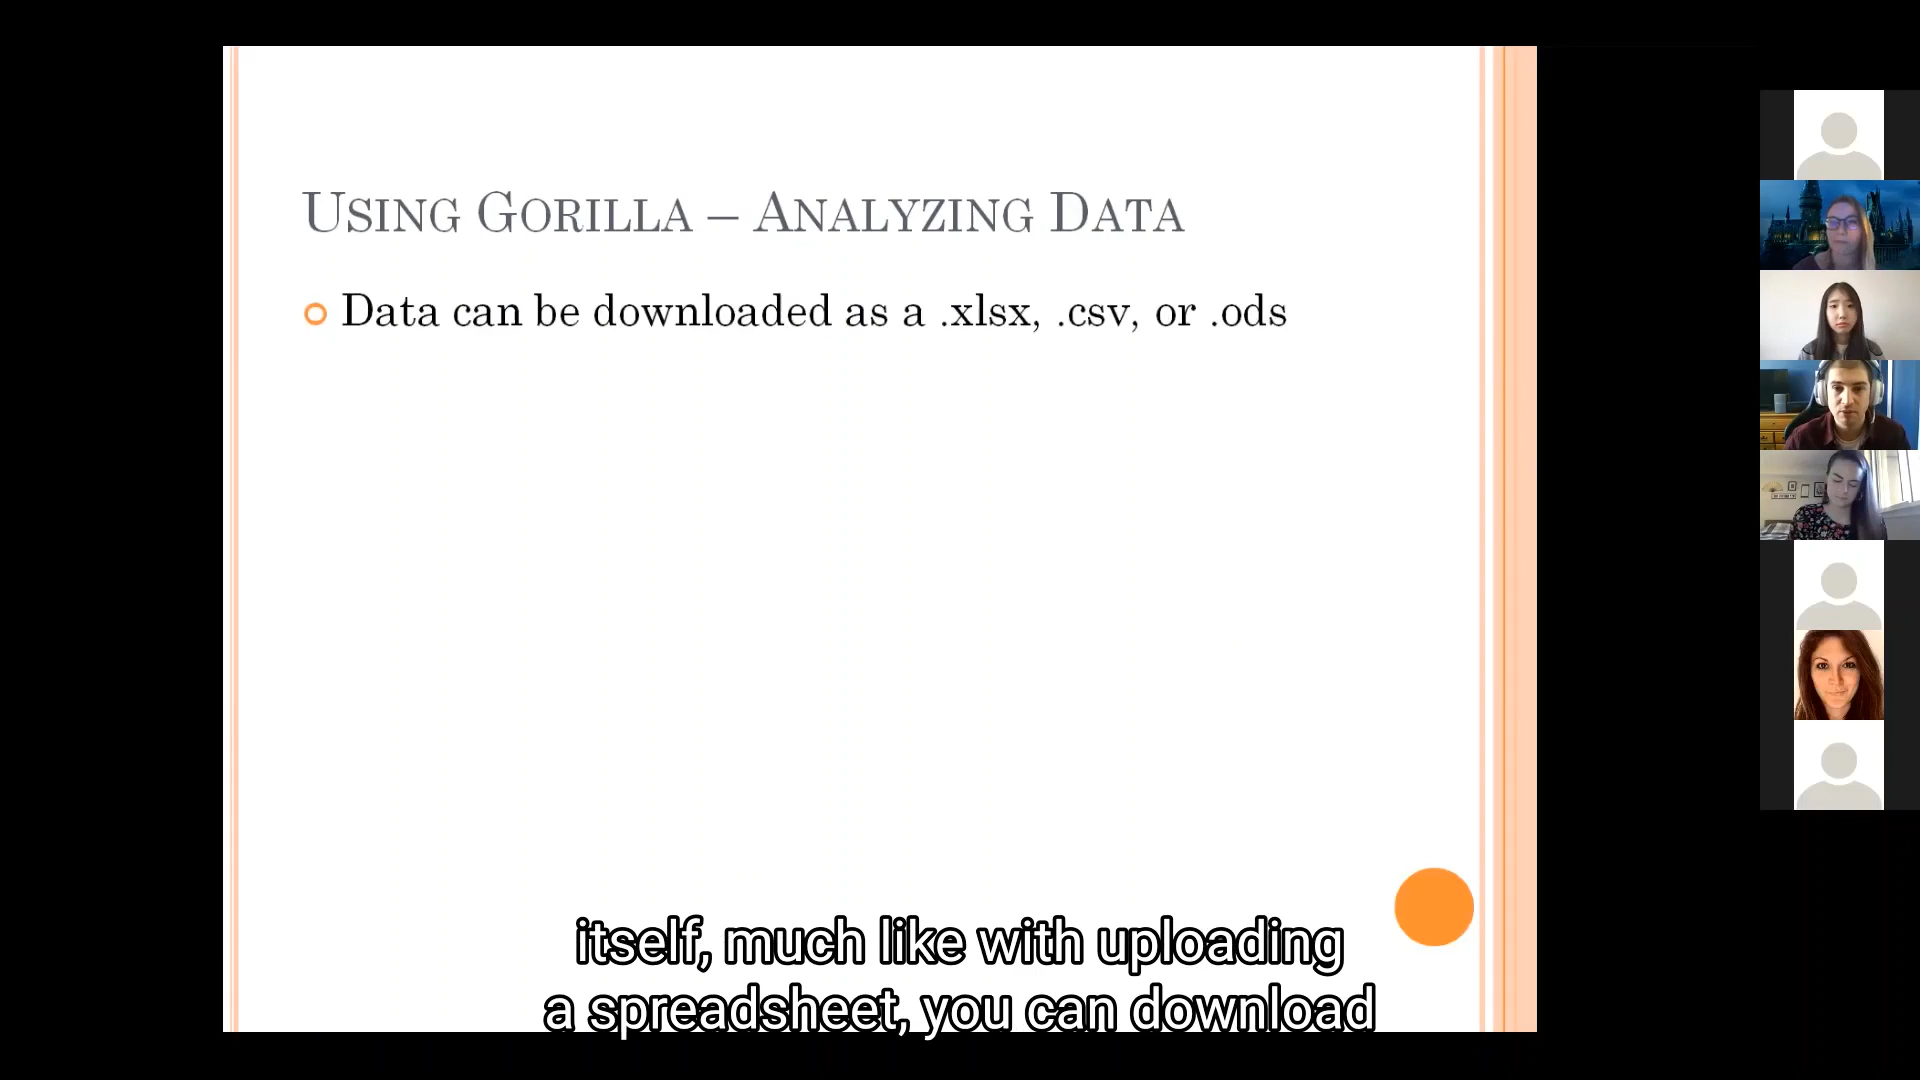 USING GORILLA – ANALYZING DATA
Data can be downloaded as a .xlsx, .csv, or .ods
itself, much like with uploading
a spreadsheet, you can download